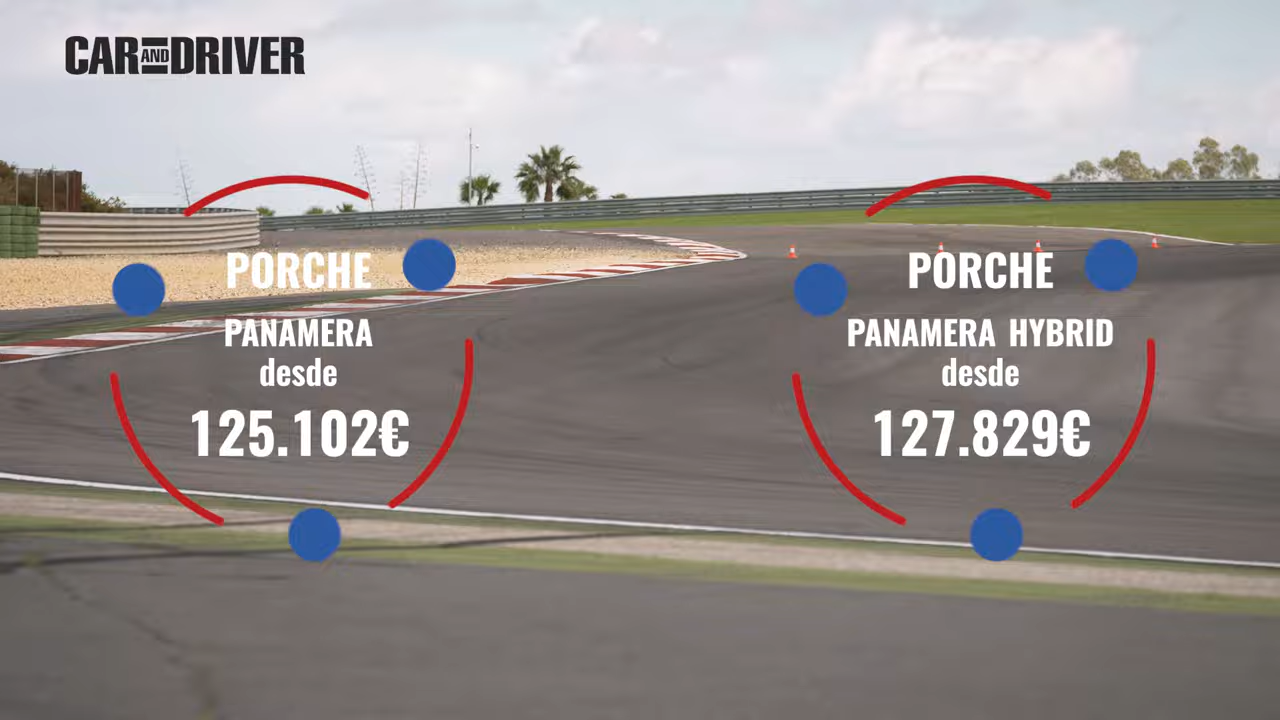 CAR AND DRIVER
PORCHE
PANAMERA
desde
125.102€
PORCHE
PANAMERA HYBRID
desde
127.829€